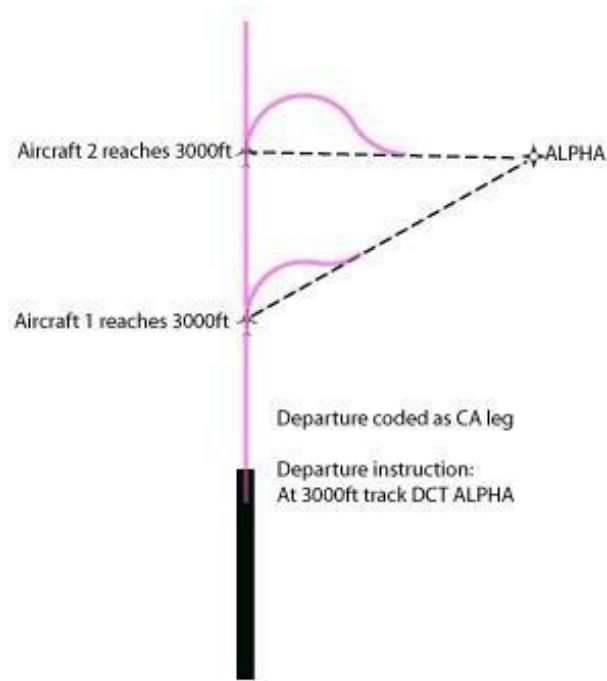 Aircraft 2 reaches 3000ft
ALPHA
Aircraft 1 reaches 3000ft
Departure coded as CA leg
Departure instruction:
At 3000ft track DCT ALPHA